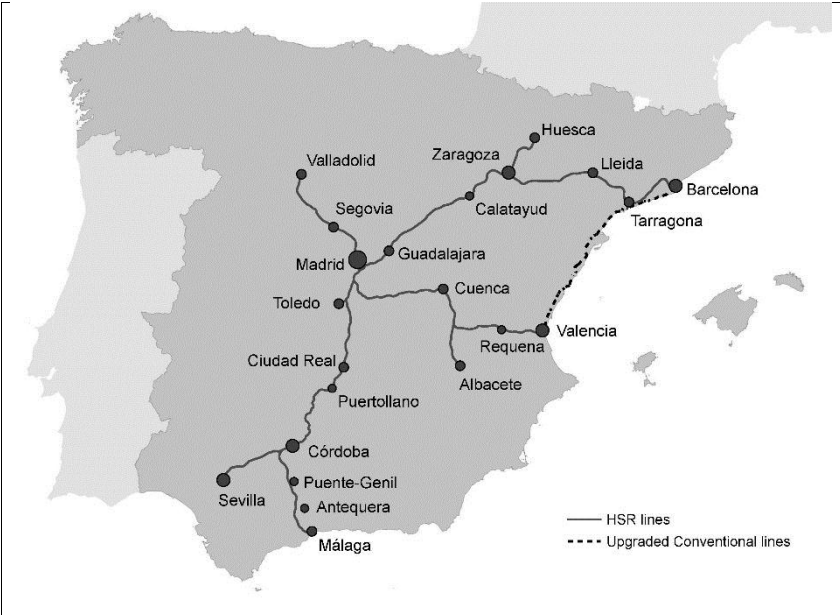 Huesca
Zaragoza
Lleida
Valladolid
Barcelona
Calatayud
Segovia
Tarragona
Guadalajara
Madrid
Cuenca
Toledo
Valencia
Requena
Ciudad Real
Albacete
Puertollano
Córdoba
Puente-Genil
Sevilla
Antequera
HSR lines
Upgraded Conventional lines
Málaga